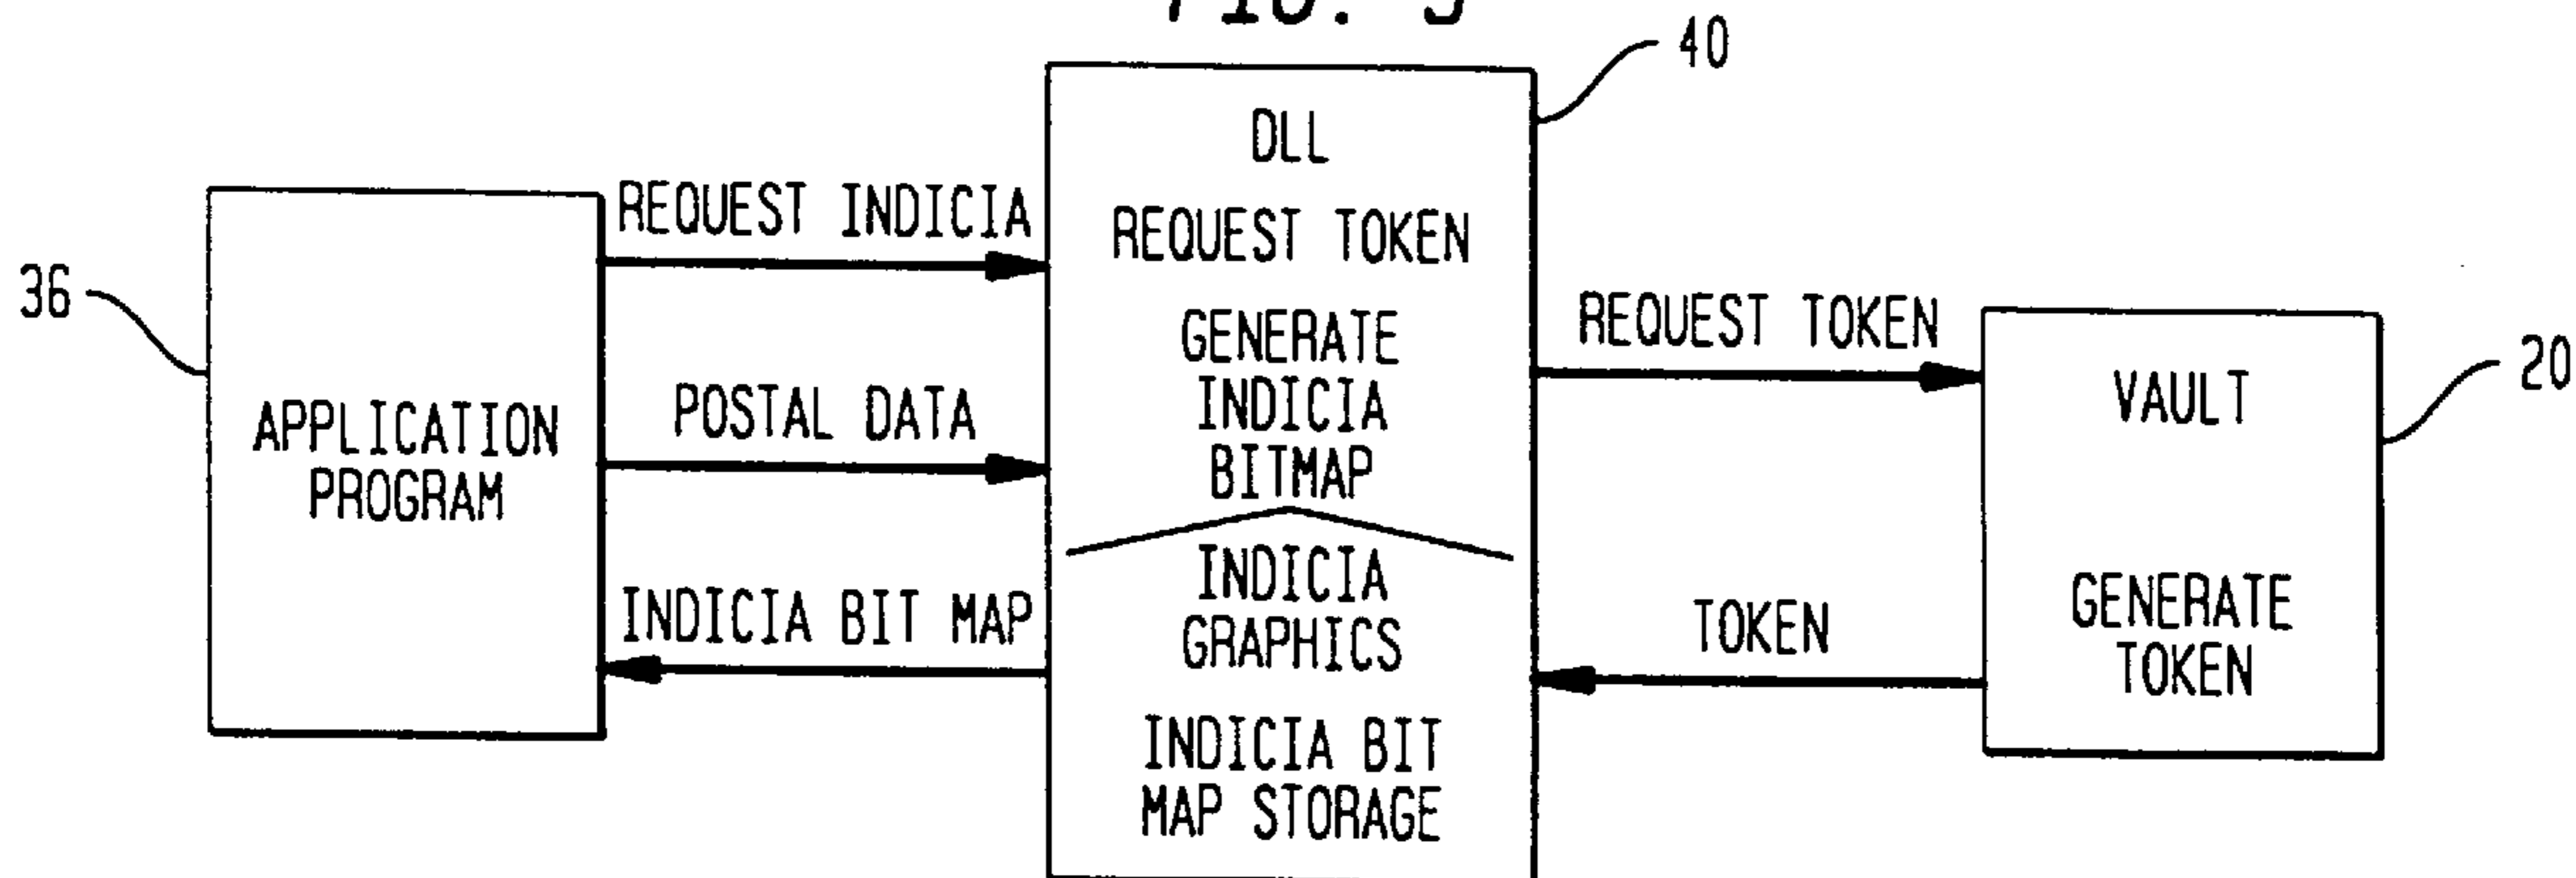 40
DLL
REQUEST INDICIA
REQUEST TOKEN
36
GENERATE
INDICIA
BITMAP
REQUEST TOKEN
20
VAULT
POSTAL DATA
APPLICATION
PROGRAM
INDICIA
GRAPHICS
INDICIA BIT MAP
TOKEN
GENERATE
TOKEN
INDICIA BIT
MAP STORAGE